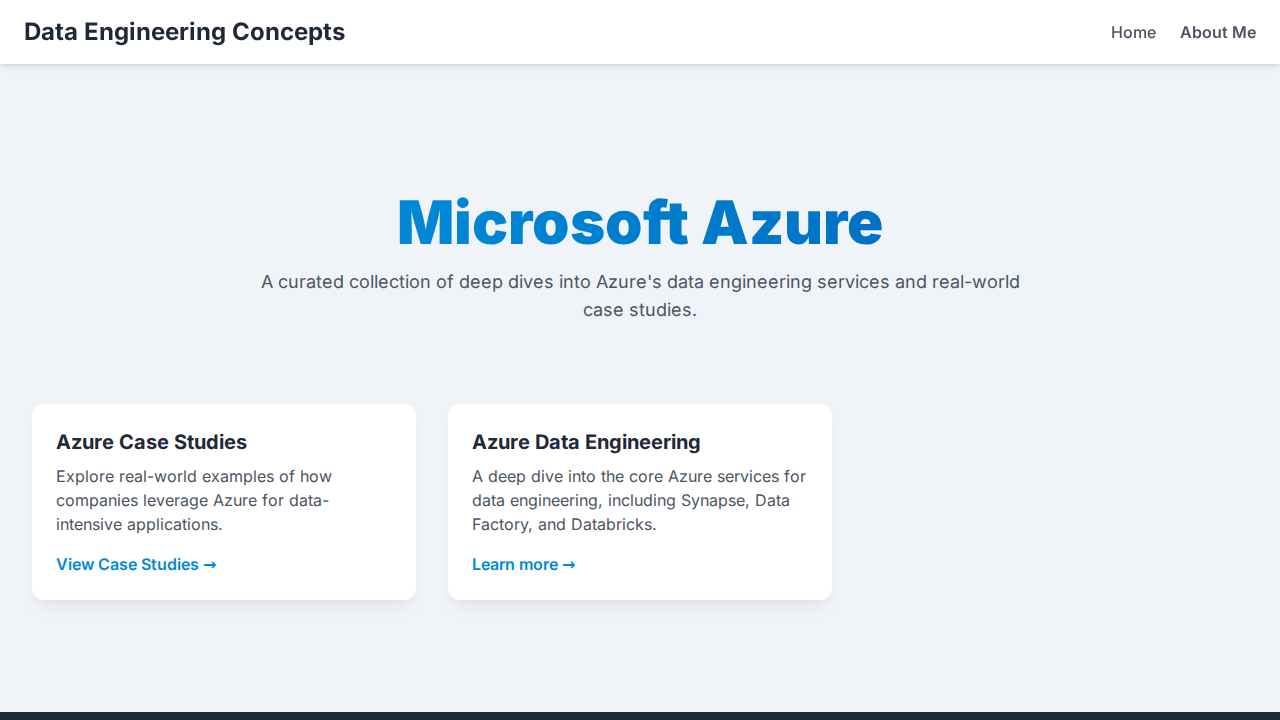 Data Engineering Concepts
Home
About Me
Microsoft Azure
A curated collection of deep dives into Azure's data engineering services and real-world
case studies.
Azure Case Studies
Explore real-world examples of how
companies leverage Azure for data-
intensive applications.
View Case Studies →
Azure Data Engineering
A deep dive into the core Azure services for
data engineering, including Synapse, Data
Factory, and Databricks.
Learn more →